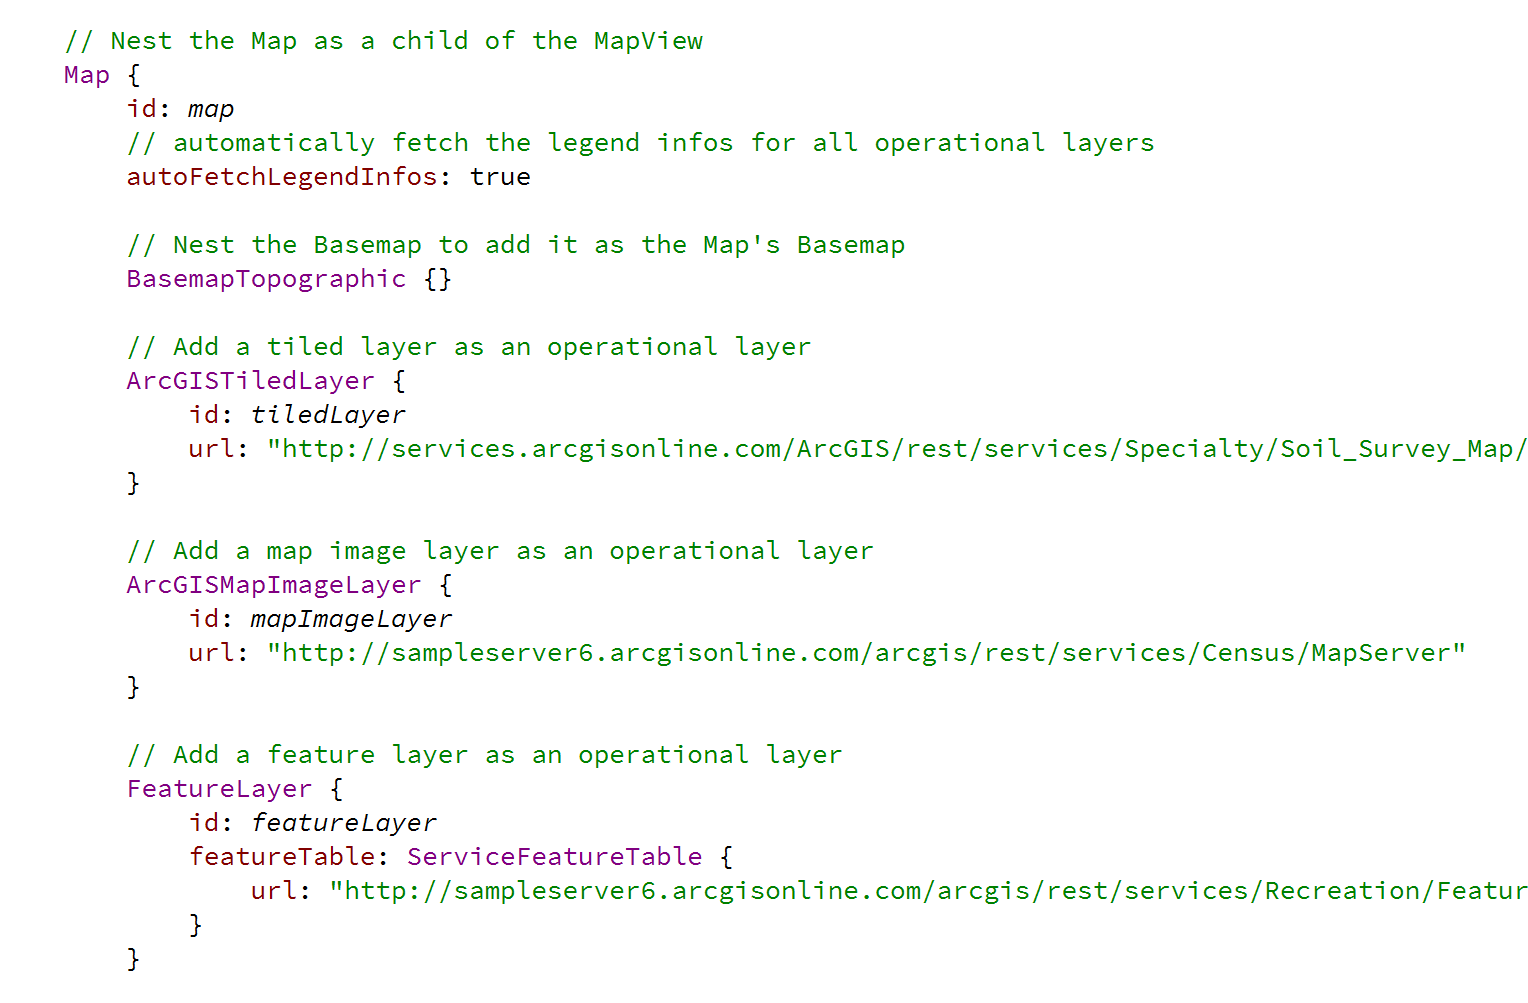 // Nest the Map as a child of the MapView
Map {
id: map
// automatically fetch the legend infos for all operational layers
autoFetchLegendInfos: true
// Nest the Basemap to add it as the Map's Basemap
BasemapTopographic {}
// Add a tiled layer as an operational layer
ArcGISTiledLayer {
id: tiledLayer
url: "http://services.arcgisonline.com/ArcGIS/rest/services/Specialty/Soil_Survey_Map/
}
// Add a map image layer as an operational layer
ArcGISMapImageLayer {
id: mapImageLayer
url: "http://sampleserver6.arcgisonline.com/arcgis/rest/services/Census/MapServer"
}
// Add a feature layer as an operational layer
FeatureLayer {
id: featureLayer
featureTable: ServiceFeatureTable {
url: "http://sampleserver6.arcgisonline.com/arcgis/rest/services/Recreation/Featur
}
}